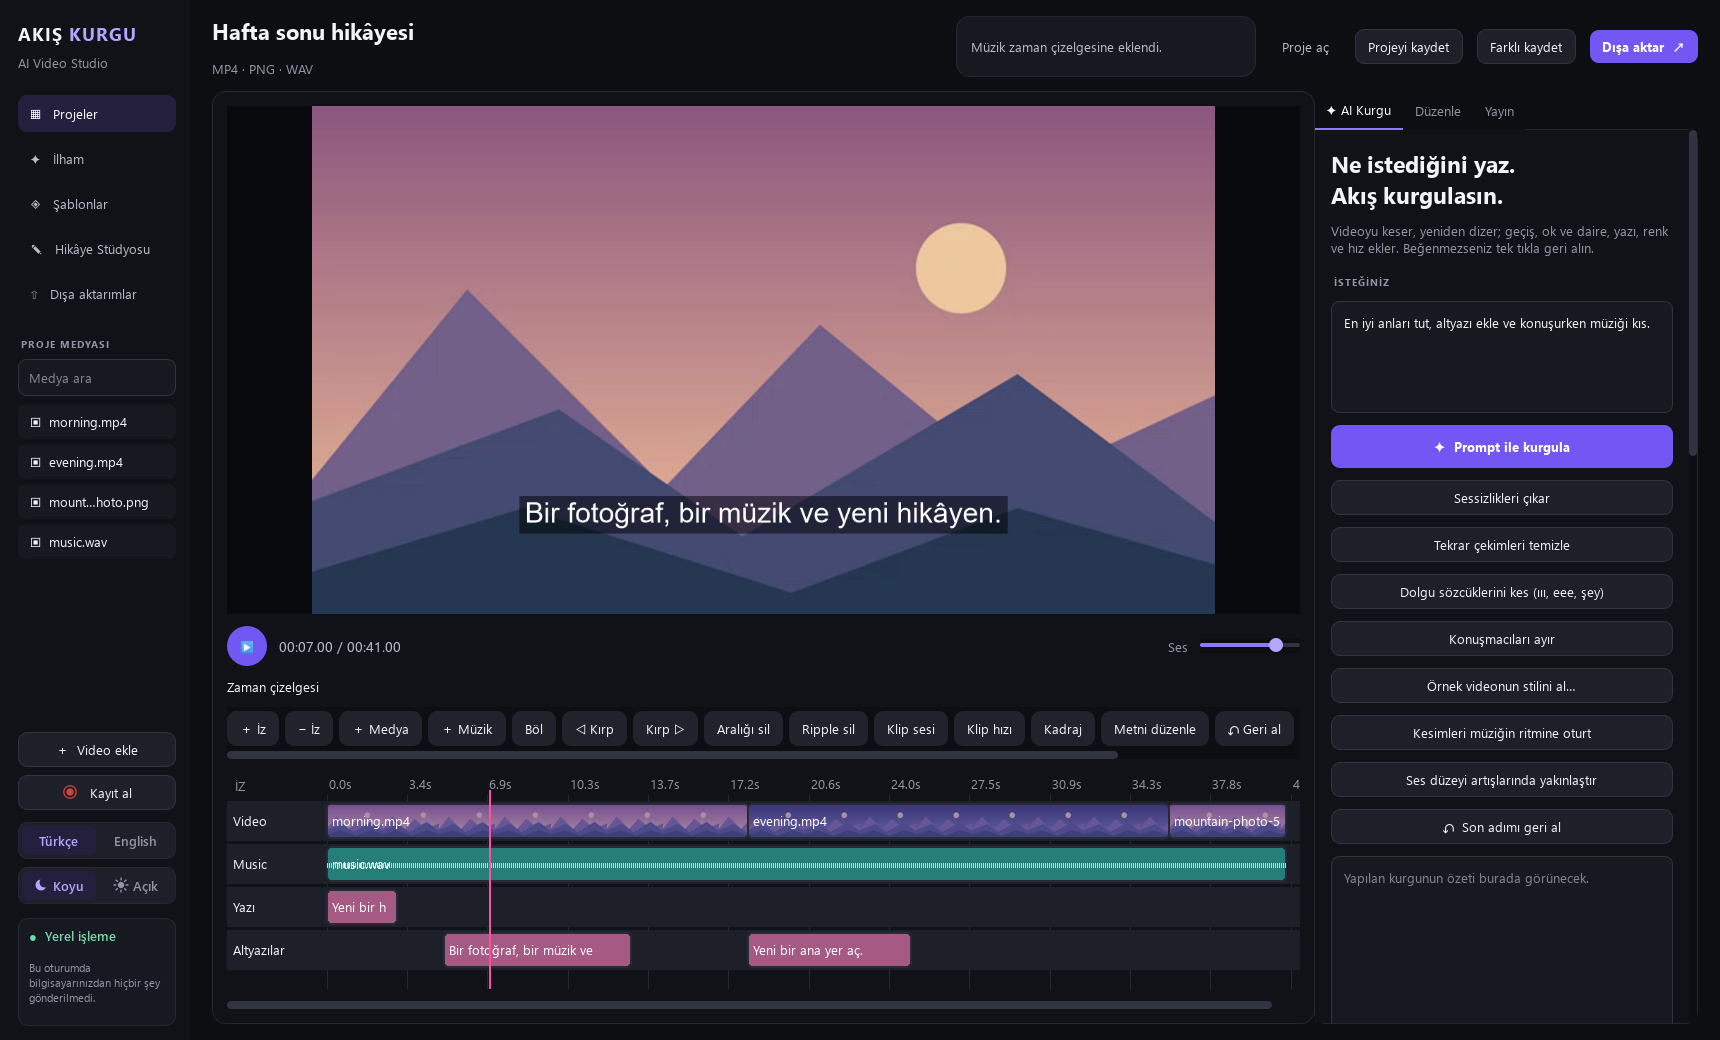 AKIŞ KURGU
AI Video Studio
Projeler
İlham
Şablonlar
Hikâye Stüdyosu
Dışa aktarımlar
PROJE MEDYASI
Medya ara
morning.mp4
evening.mp4
mount...hoto.png
music.wav
+ Video ekle
Kayıt al
Türkçe English
Koyu Açık
Yerel işleme
Bu oturumda
bilgisayarınızdan hiçbir şey
gönderilmedi.
Hafta sonu hikâyesi
MP4 · PNG · WAV
Müzik zaman çizelgesine eklendi.
Proje aç
Projeyi kaydet
Farklı kaydet
Dışa aktar ↗
Bir fotoğraf, bir müzik ve yeni hikâyen.
00:07.00 / 00:41.00
Ses
Zaman çizelgesi
+ İz
− İz
+ Medya
+ Müzik
Böl
◁ Kırp
Kırp ▷
Aralığı sil
Ripple sil
Klip sesi
Klip hızı
Kadraj
Metni düzenle
Geri al
İZ 0.0s 3.4s 6.9s 10.3s 13.7s 17.2s 20.6s 24.0s 27.5s 30.9s 34.3s 37.8s 4
Video morning.mp4 evening.mp4 mountain-photo-5
Music music.wav
Yazı Yeni bir h
Altyazılar Bir fotoğraf, bir müzik ve Yeni bir ana yer aç.
✦ AI Kurgu Düzenle Yayın
Ne istediğini yaz.
Akış kurgulasın.
Videoyu keser, yeniden dizer; geçiş, ok ve daire, yazı, renk
ve hız ekler. Beğenmezseniz tek tıkla geri alın.
İSTEĞİNİZ
En iyi anları tut, altyazı ekle ve konuşurken müziği kıs.
✦ Prompt ile kurgula
Sessizlikleri çıkar
Tekrar çekimleri temizle
Dolgu sözcüklerini kes (ııı, eee, şey)
Konuşmacıları ayır
Örnek videonun stilini al...
Kesimleri müziğin ritmine oturt
Ses düzeyi artışlarında yakınlaştır
Son adımı geri al
Yapılan kurgunun özeti burada görünecek.